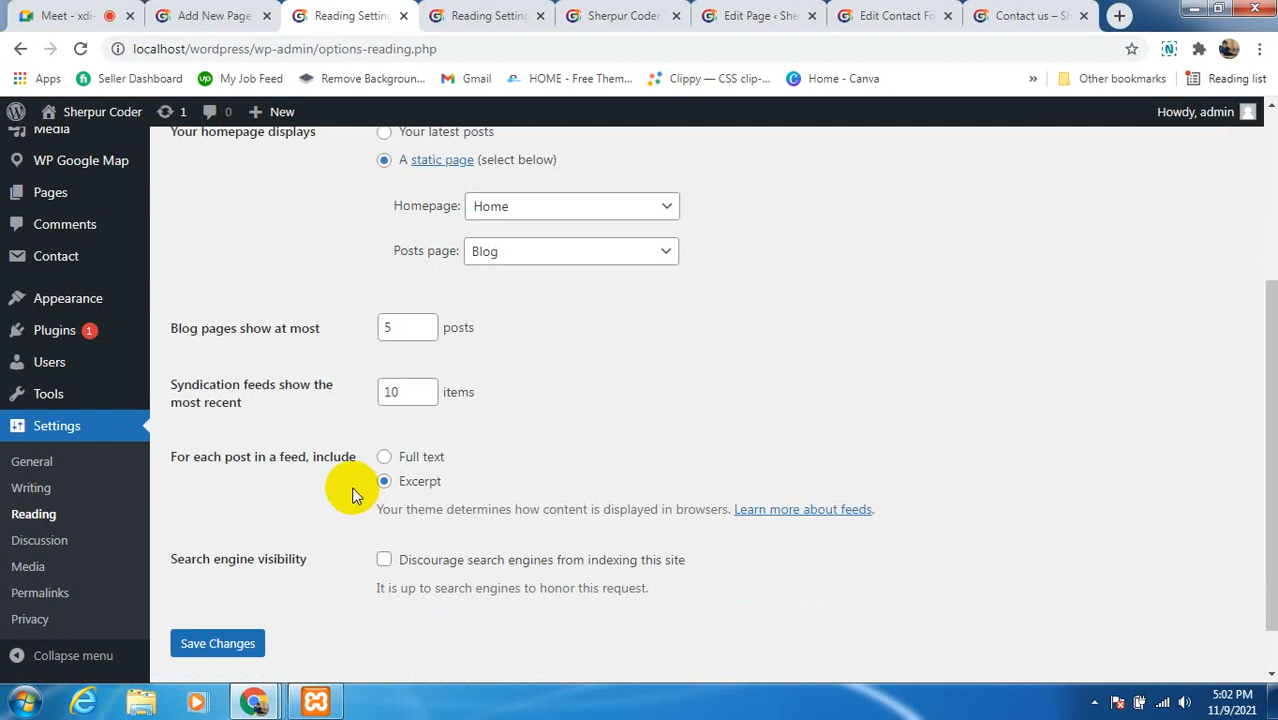 Meet - xdi
Add New Page
Reading Settin
Reading Settin
Sherpur Coder
Edit Page ‹ She
Edit Contact Fo
Contact us – S
localhost/wordpress/wp-admin/options-reading.php
Apps
Seller Dashboard
My Job Feed
Remove Background...
Gmail
HOME - Free Them...
Clippy — CSS clip-...
Home - Canva
»
Other bookmarks
Reading list
Sherpur Coder
1
0
New
Howdy, admin
Media
WP Google Map
Pages
Comments
Contact
Appearance
Plugins 1
Users
Tools
Settings
General
Writing
Reading
Discussion
Media
Permalinks
Privacy
Collapse menu
Your homepage displays
Your latest posts
A static page (select below)
Homepage: Home
Posts page: Blog
Blog pages show at most 5 posts
Syndication feeds show the
most recent
10 items
For each post in a feed, include
Full text
Excerpt
Your theme determines how content is displayed in browsers. Learn more about feeds.
Search engine visibility
Discourage search engines from indexing this site
It is up to search engines to honor this request.
Save Changes
5:02 PM
11/9/2021